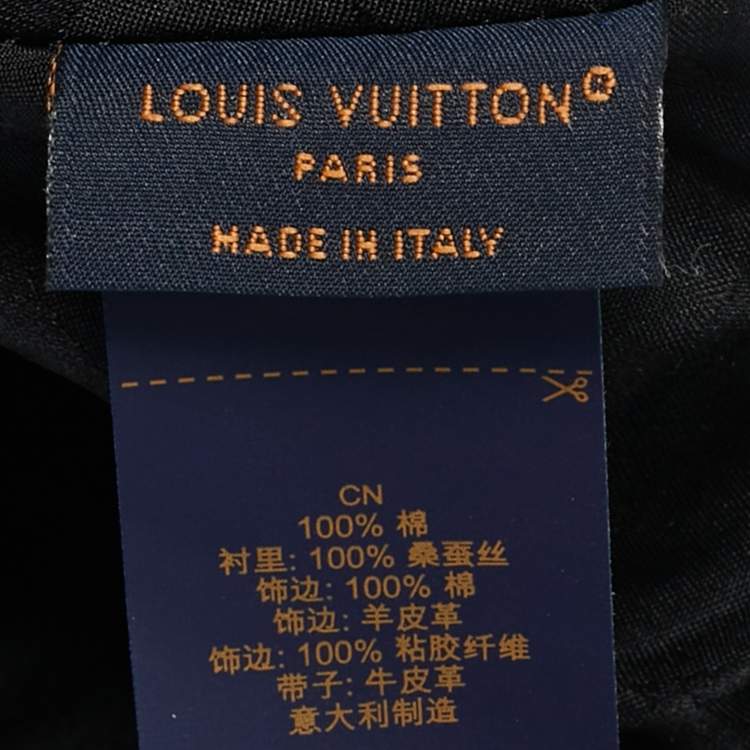 LOUIS VUITTON®
PARIS
MADE IN ITALY
CN
100% 棉
衬里: 100% 桑蚕丝
饰边: 100% 棉
饰边: 羊皮革
饰边: 100% 粘胶纤维
带子: 牛皮革
意大利制造